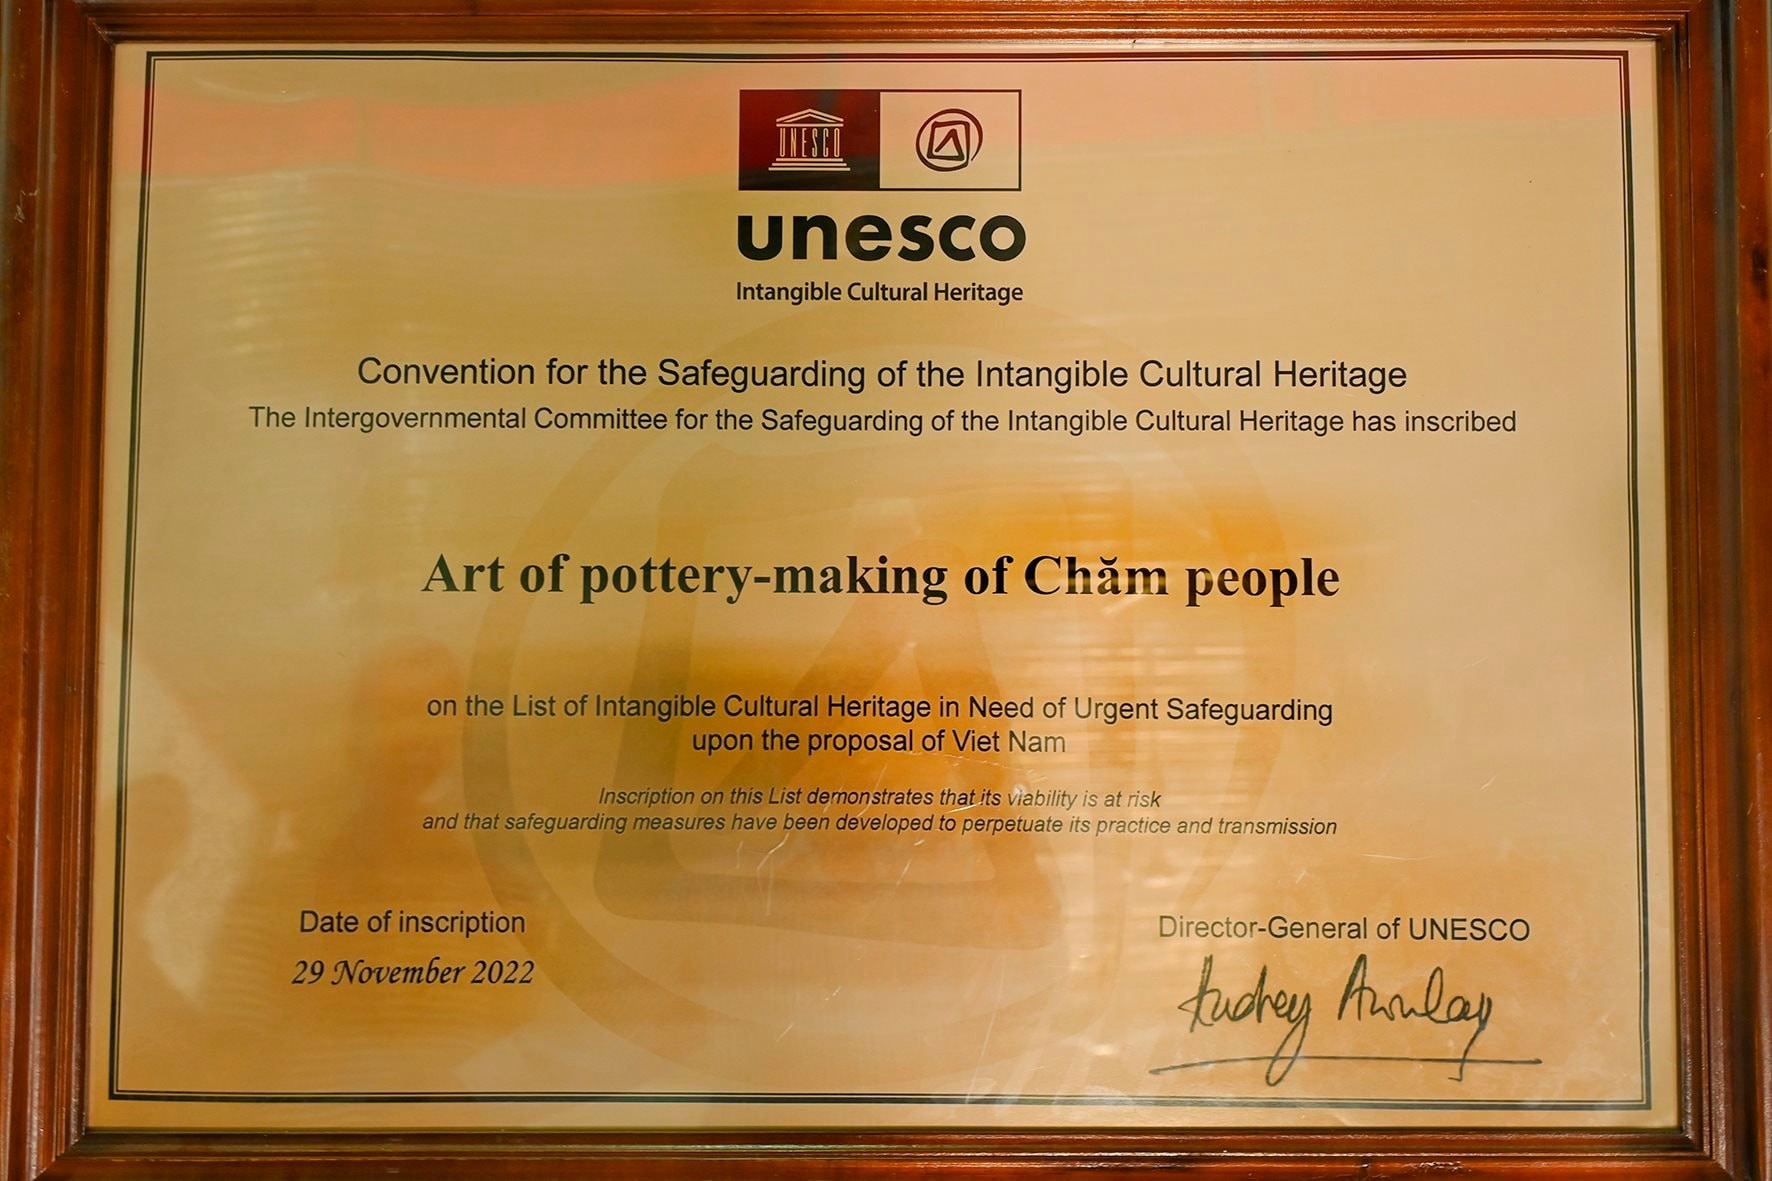 UNESCO
unesco
Intangible Cultural Heritage
Convention for the Safeguarding of the Intangible Cultural Heritage
The Intergovernmental Committee for the Safeguarding of the Intangible Cultural Heritage has inscribed
Art of pottery-making of Chăm people
on the List of Intangible Cultural Heritage in Need of Urgent Safeguarding
upon the proposal of Viet Nam
Inscription on this List demonstrates that its viability is at risk
and that safeguarding measures have been developed to perpetuate its practice and transmission
Date of inscription
29 November 2022
Director-General of UNESCO
Audrey Azoulay